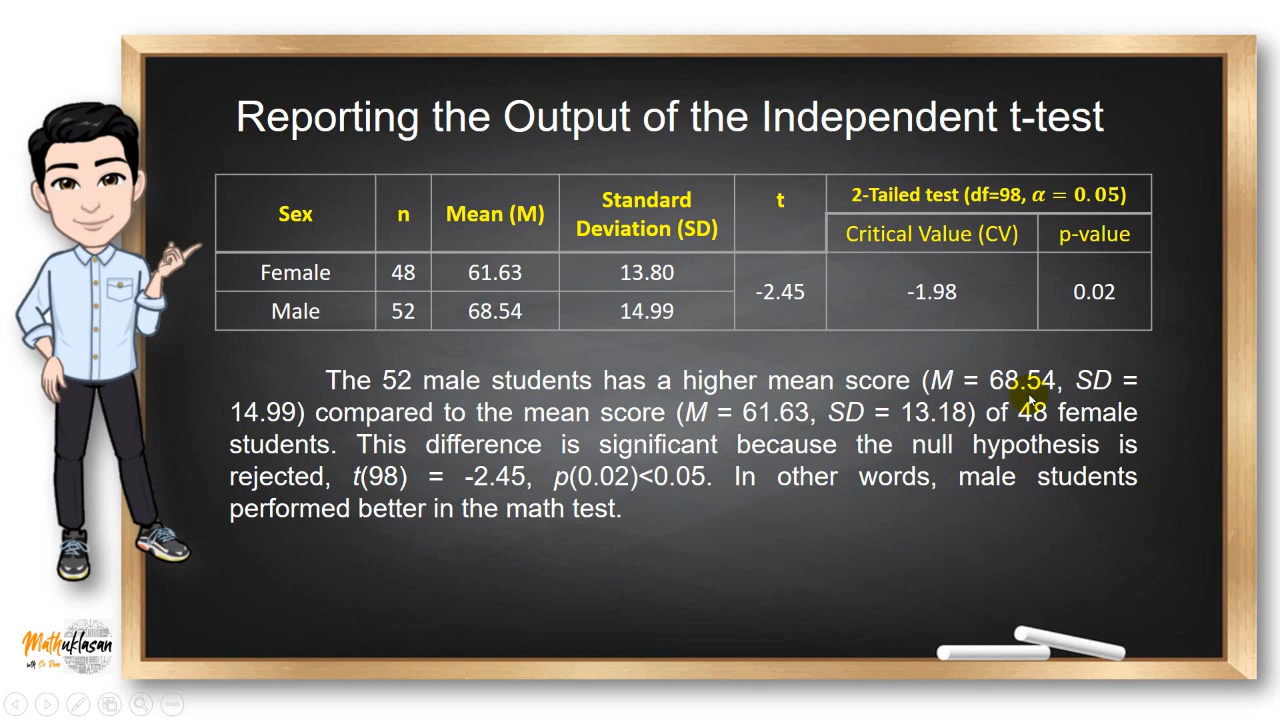 Reporting the Output of the Independent t-test
Sex n Mean (M) Standard Deviation (SD) t 2-Tailed test (df=98, α = 0.05)
Critical Value (CV) p-value
Female 48 61.63 13.80
-2.45 -1.98 0.02
Male 52 68.54 14.99
The 52 male students has a higher mean score (M = 68.54, SD =
14.99) compared to the mean score (M = 61.63, SD = 13.18) of 48 female
students. This difference is significant because the null hypothesis is
rejected, t(98) = -2.45, p(0.02)<0.05. In other words, male students
performed better in the math test.
Mathuklasan
with Sir Ram